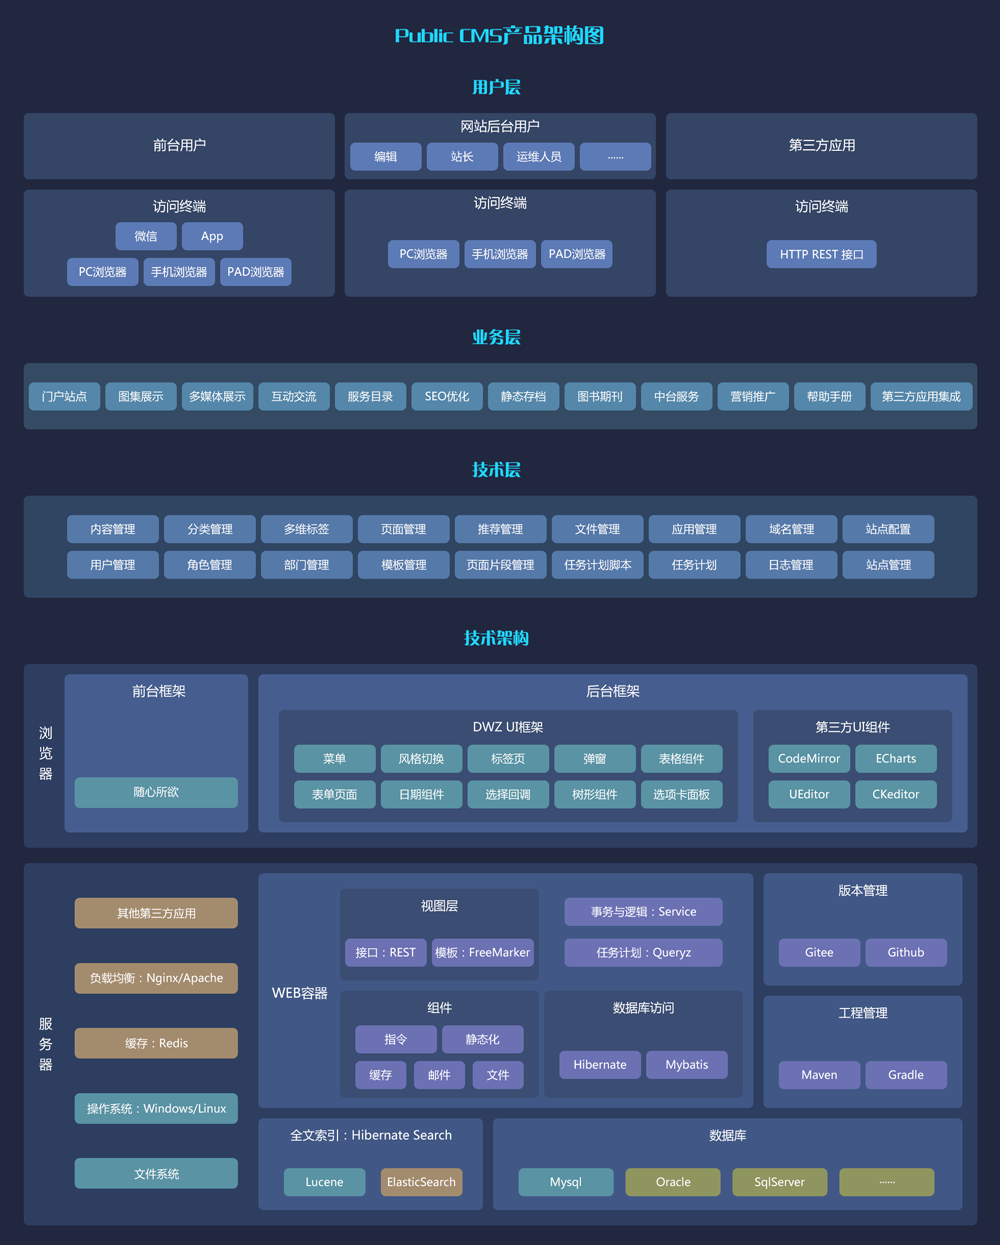 Public CMS产品架构图
用户层
前台用户
网站后台用户
编辑 站长 运维人员 ......
第三方应用
访问终端
微信 App
PC浏览器 手机浏览器 PAD浏览器
访问终端
PC浏览器 手机浏览器 PAD浏览器
访问终端
HTTP REST 接口
业务层
门户站点 图集展示 多媒体展示 互动交流 服务目录 SEO优化 静态存档 图书期刊 中台服务 营销推广 帮助手册 第三方应用集成
技术层
内容管理 分类管理 多维标签 页面管理 推荐管理 文件管理 应用管理 域名管理 站点配置
用户管理 角色管理 部门管理 模板管理 页面片段管理 任务计划脚本 任务计划 日志管理 站点管理
技术架构
浏览器
前台框架
随心所欲
后台框架
DWZ UI框架
菜单 风格切换 标签页 弹窗 表格组件
表单页面 日期组件 选择回调 树形组件 选项卡面板
第三方UI组件
CodeMirror ECharts
UEditor CKeditor
服务器
其他第三方应用
负载均衡：Nginx/Apache
缓存：Redis
操作系统：Windows/Linux
文件系统
WEB容器
视图层
接口：REST 模板：FreeMarker
事务与逻辑：Service
任务计划：Queryz
组件
指令 静态化
缓存 邮件 文件
数据库访问
Hibernate Mybatis
版本管理
Gitee Github
工程管理
Maven Gradle
全文索引：Hibernate Search
Lucene ElasticSearch
数据库
Mysql Oracle SqlServer ......